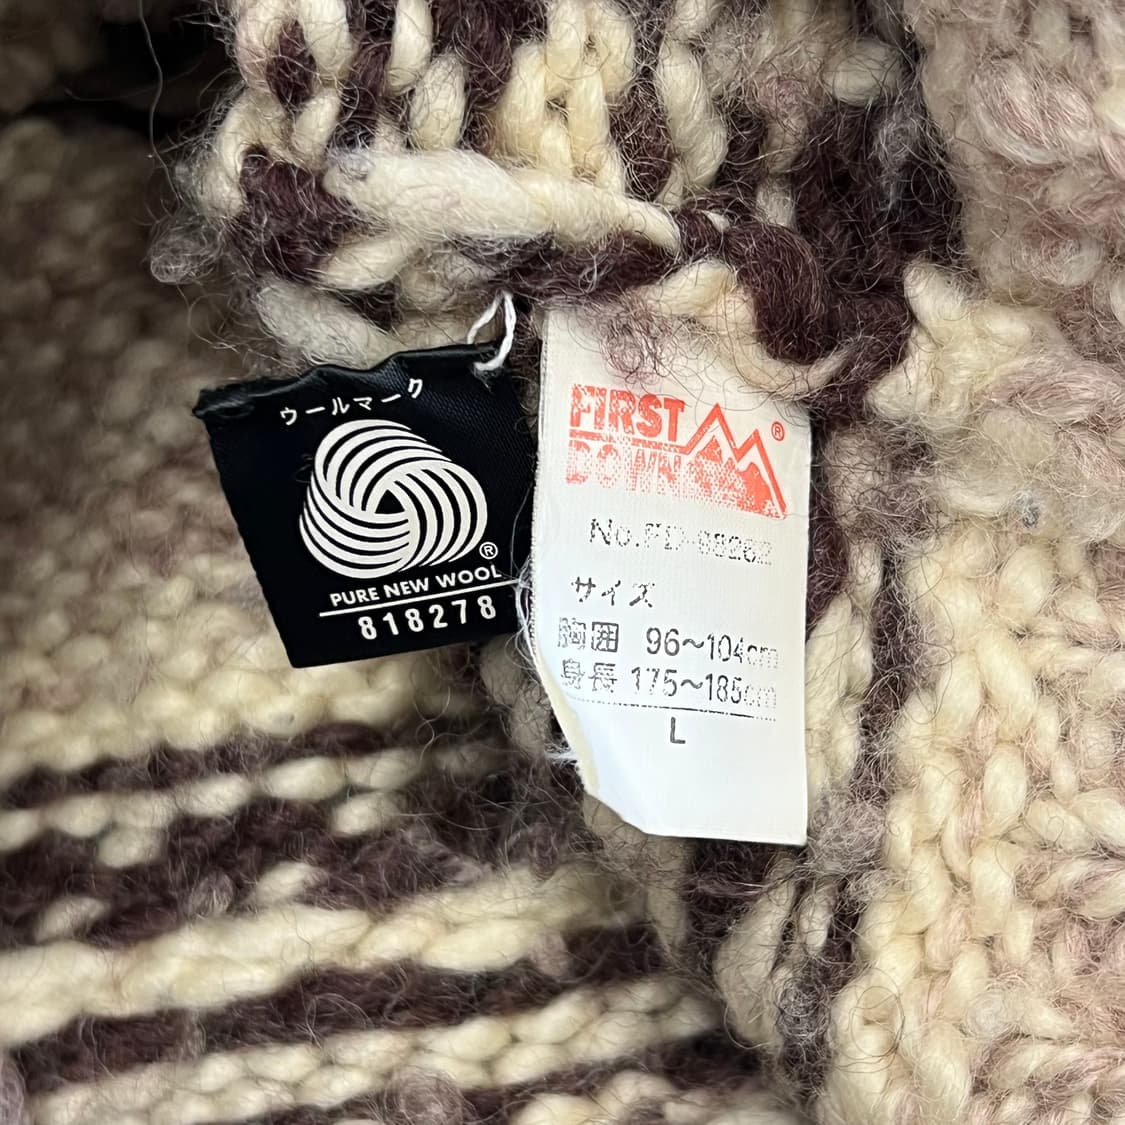 ウールマーク
®
PURE NEW WOOL
818278
FIRST
DOWN
®
サイズ
胸囲 96~104cm
身長 175~185cm
L